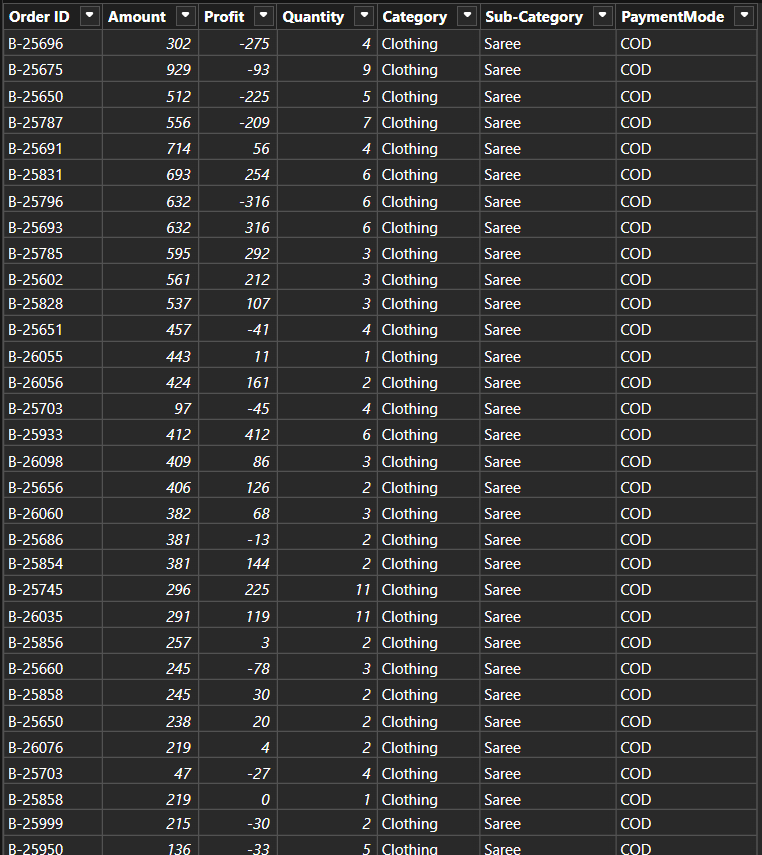 Order ID Amount Profit Quantity Category Sub-Category PaymentMode
B-25696 302 -275 4 Clothing Saree COD
B-25675 929 -93 9 Clothing Saree COD
B-25650 512 -225 5 Clothing Saree COD
B-25787 556 -209 7 Clothing Saree COD
B-25691 714 56 4 Clothing Saree COD
B-25831 693 254 6 Clothing Saree COD
B-25796 632 -316 6 Clothing Saree COD
B-25693 632 316 6 Clothing Saree COD
B-25785 595 292 3 Clothing Saree COD
B-25602 561 212 3 Clothing Saree COD
B-25828 537 107 3 Clothing Saree COD
B-25651 457 -41 4 Clothing Saree COD
B-26055 443 11 1 Clothing Saree COD
B-26056 424 161 2 Clothing Saree COD
B-25703 97 -45 4 Clothing Saree COD
B-25933 412 412 6 Clothing Saree COD
B-26098 409 86 3 Clothing Saree COD
B-25656 406 126 2 Clothing Saree COD
B-26060 382 68 3 Clothing Saree COD
B-25686 381 -13 2 Clothing Saree COD
B-25854 381 144 2 Clothing Saree COD
B-25745 296 225 11 Clothing Saree COD
B-26035 291 119 11 Clothing Saree COD
B-25856 257 3 2 Clothing Saree COD
B-25660 245 -78 3 Clothing Saree COD
B-25858 245 30 2 Clothing Saree COD
B-25650 238 20 2 Clothing Saree COD
B-26076 219 4 2 Clothing Saree COD
B-25703 47 -27 4 Clothing Saree COD
B-25858 219 0 1 Clothing Saree COD
B-25999 215 -30 2 Clothing Saree COD
B-25950 136 -33 5 Clothing Saree COD